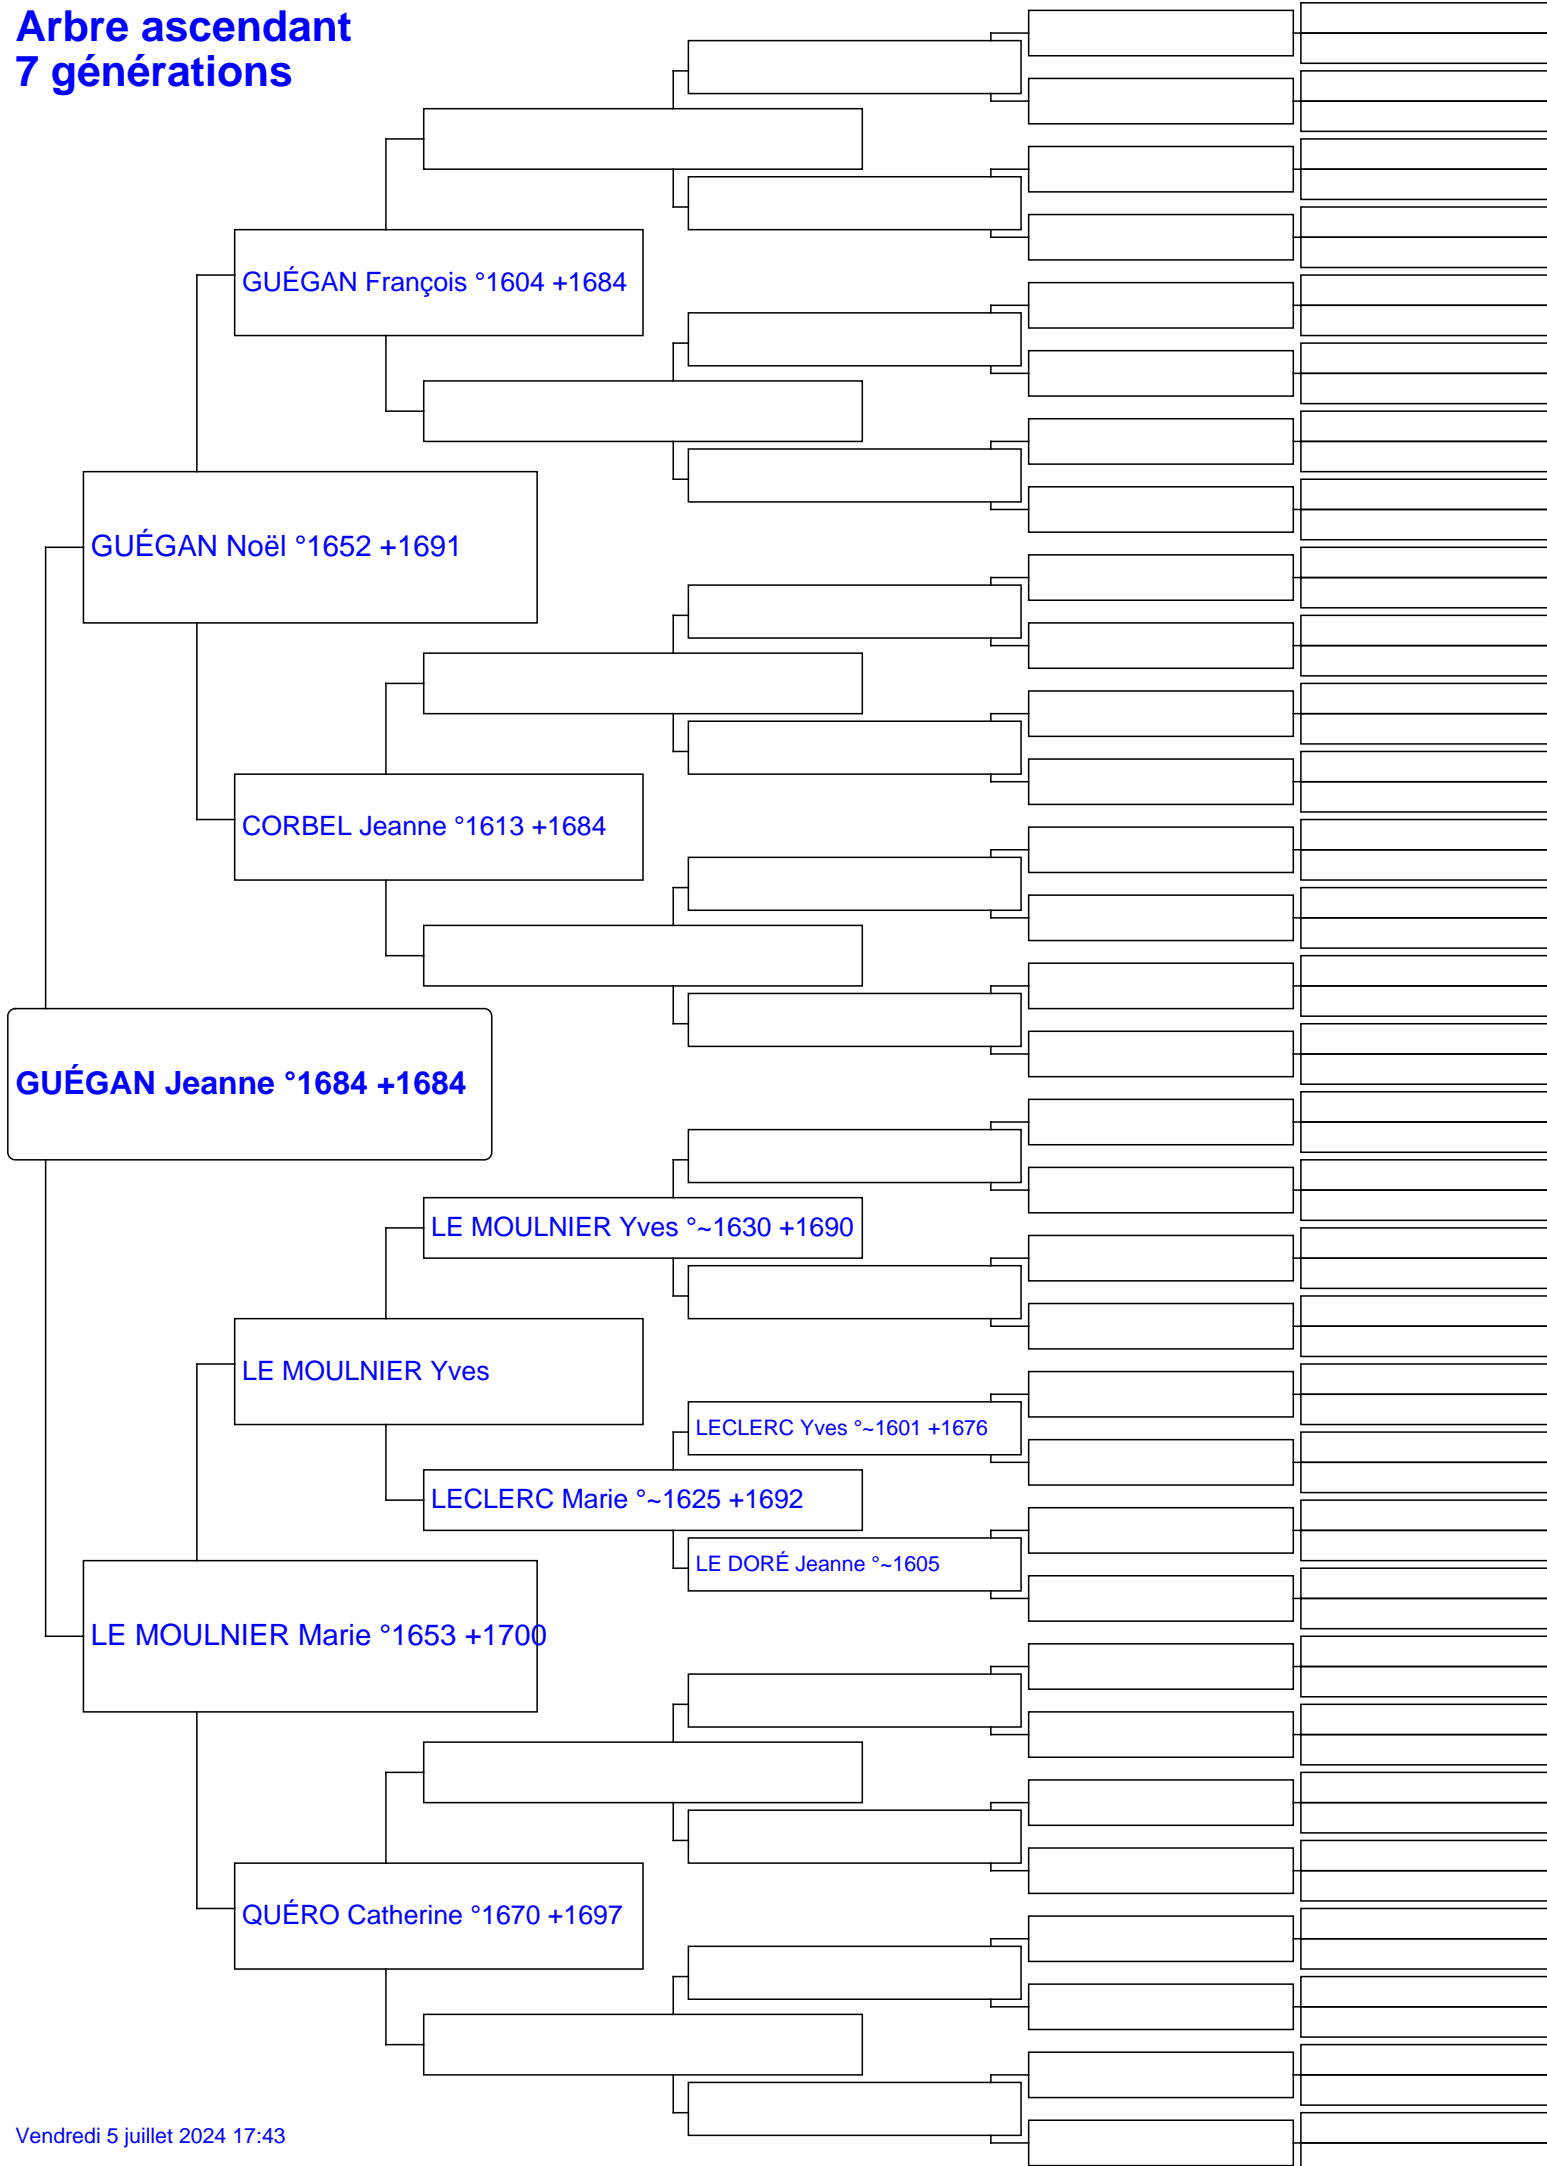 Arbre ascendant
7 générations
GUÉGAN François °1604 +1684
GUÉGAN Noël °1652 +1691
CORBEL Jeanne °1613 +1684
GUÉGAN Jeanne °1684 +1684
LE MOULNIER Yves °~1630 +1690
LE MOULNIER Yves
LECLERC Yves °~1601 +1676
LECLERC Marie °~1625 +1692
LE DORÉ Jeanne °~1605
LE MOULNIER Marie °1653 +1700
QUÉRO Catherine °1670 +1697
Vendredi 5 juillet 2024 17:43